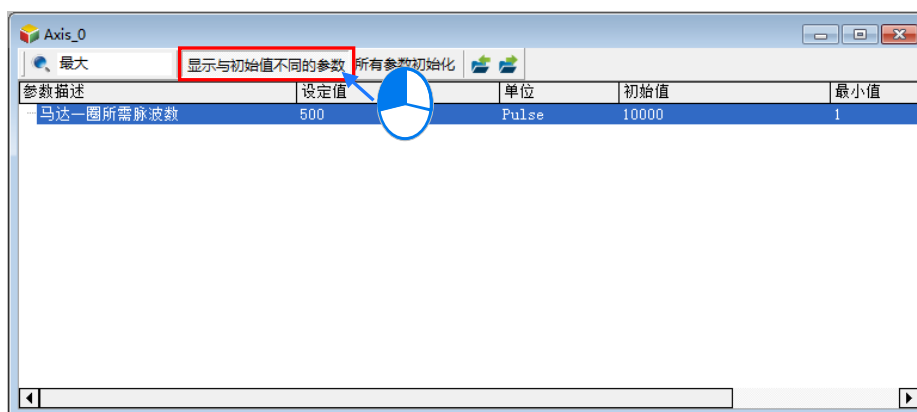 Axis_0
最大 显示与初始值不同的参数 所有参数初始化
参数描述 设定值 单位 初始值 最小值
马达一圈所需脉波数 500 Pulse 10000 1